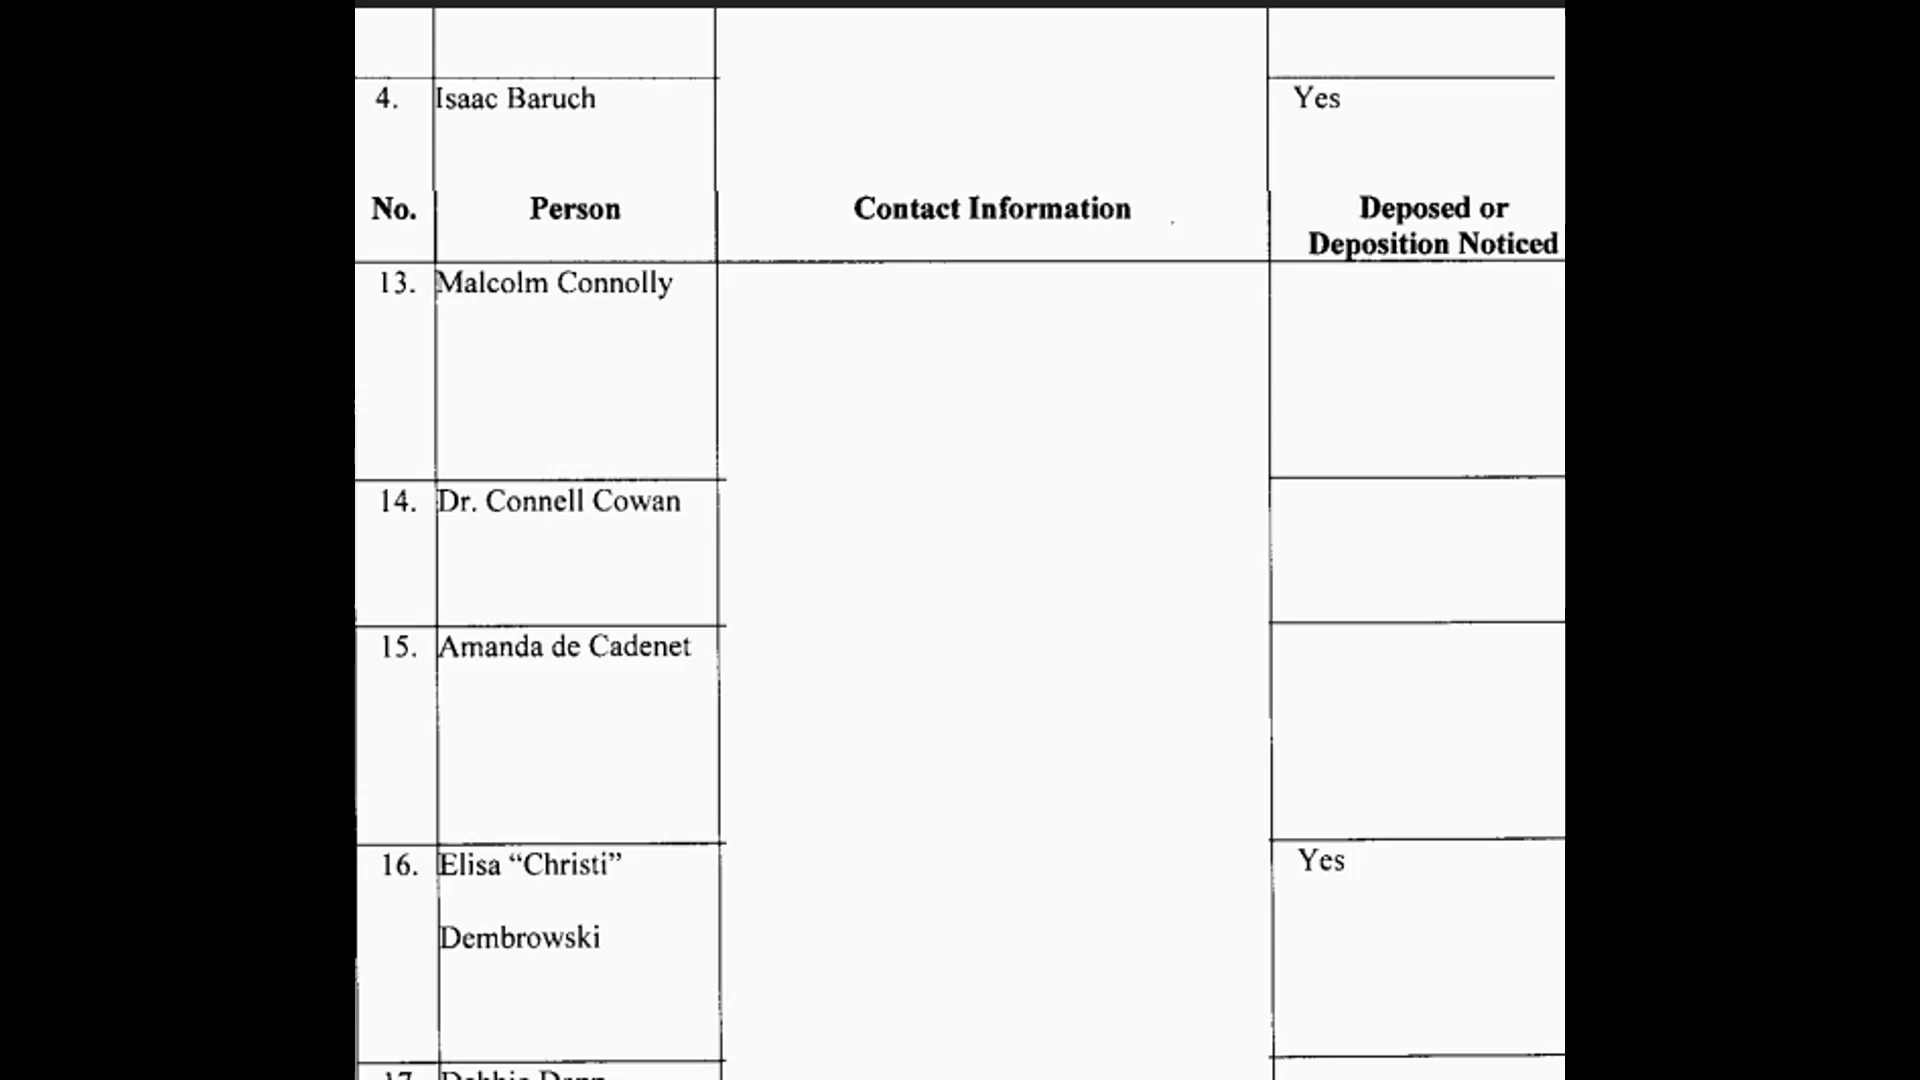 4. Isaac Baruch Yes
No. Person Contact Information Deposed or
Deposition Noticed
13. Malcolm Connolly
14. Dr. Connell Cowan
15. Amanda de Cadenet
16. Elisa “Christi” Yes
Dembrowski